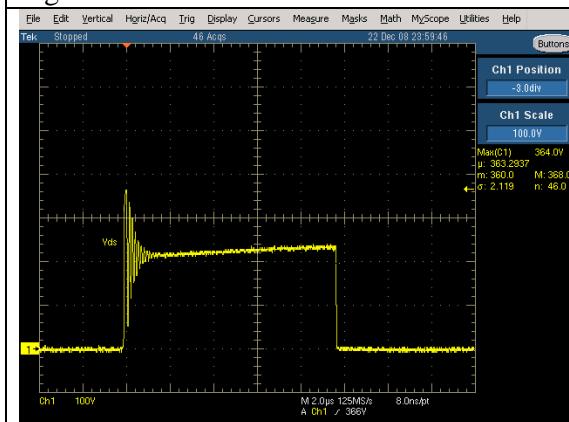 File Edit Vertical Horiz/Acq Trig Display Cursors Measure Masks Math MyScope Utilities Help
Tek Stopped 46 Acqs 22 Dec 08 23:59:46
Buttons
Ch1 Position
-3.0div
Ch1 Scale
100.0V
Max(C1) 364.0V
µ: 363.2937
m: 360.0 M: 368.0
σ: 2.119 n: 46.0
Vds
1
Ch1 100V M 2.0µs 125MS/s 8.0ns/pt
A Ch1 ∕ 366V